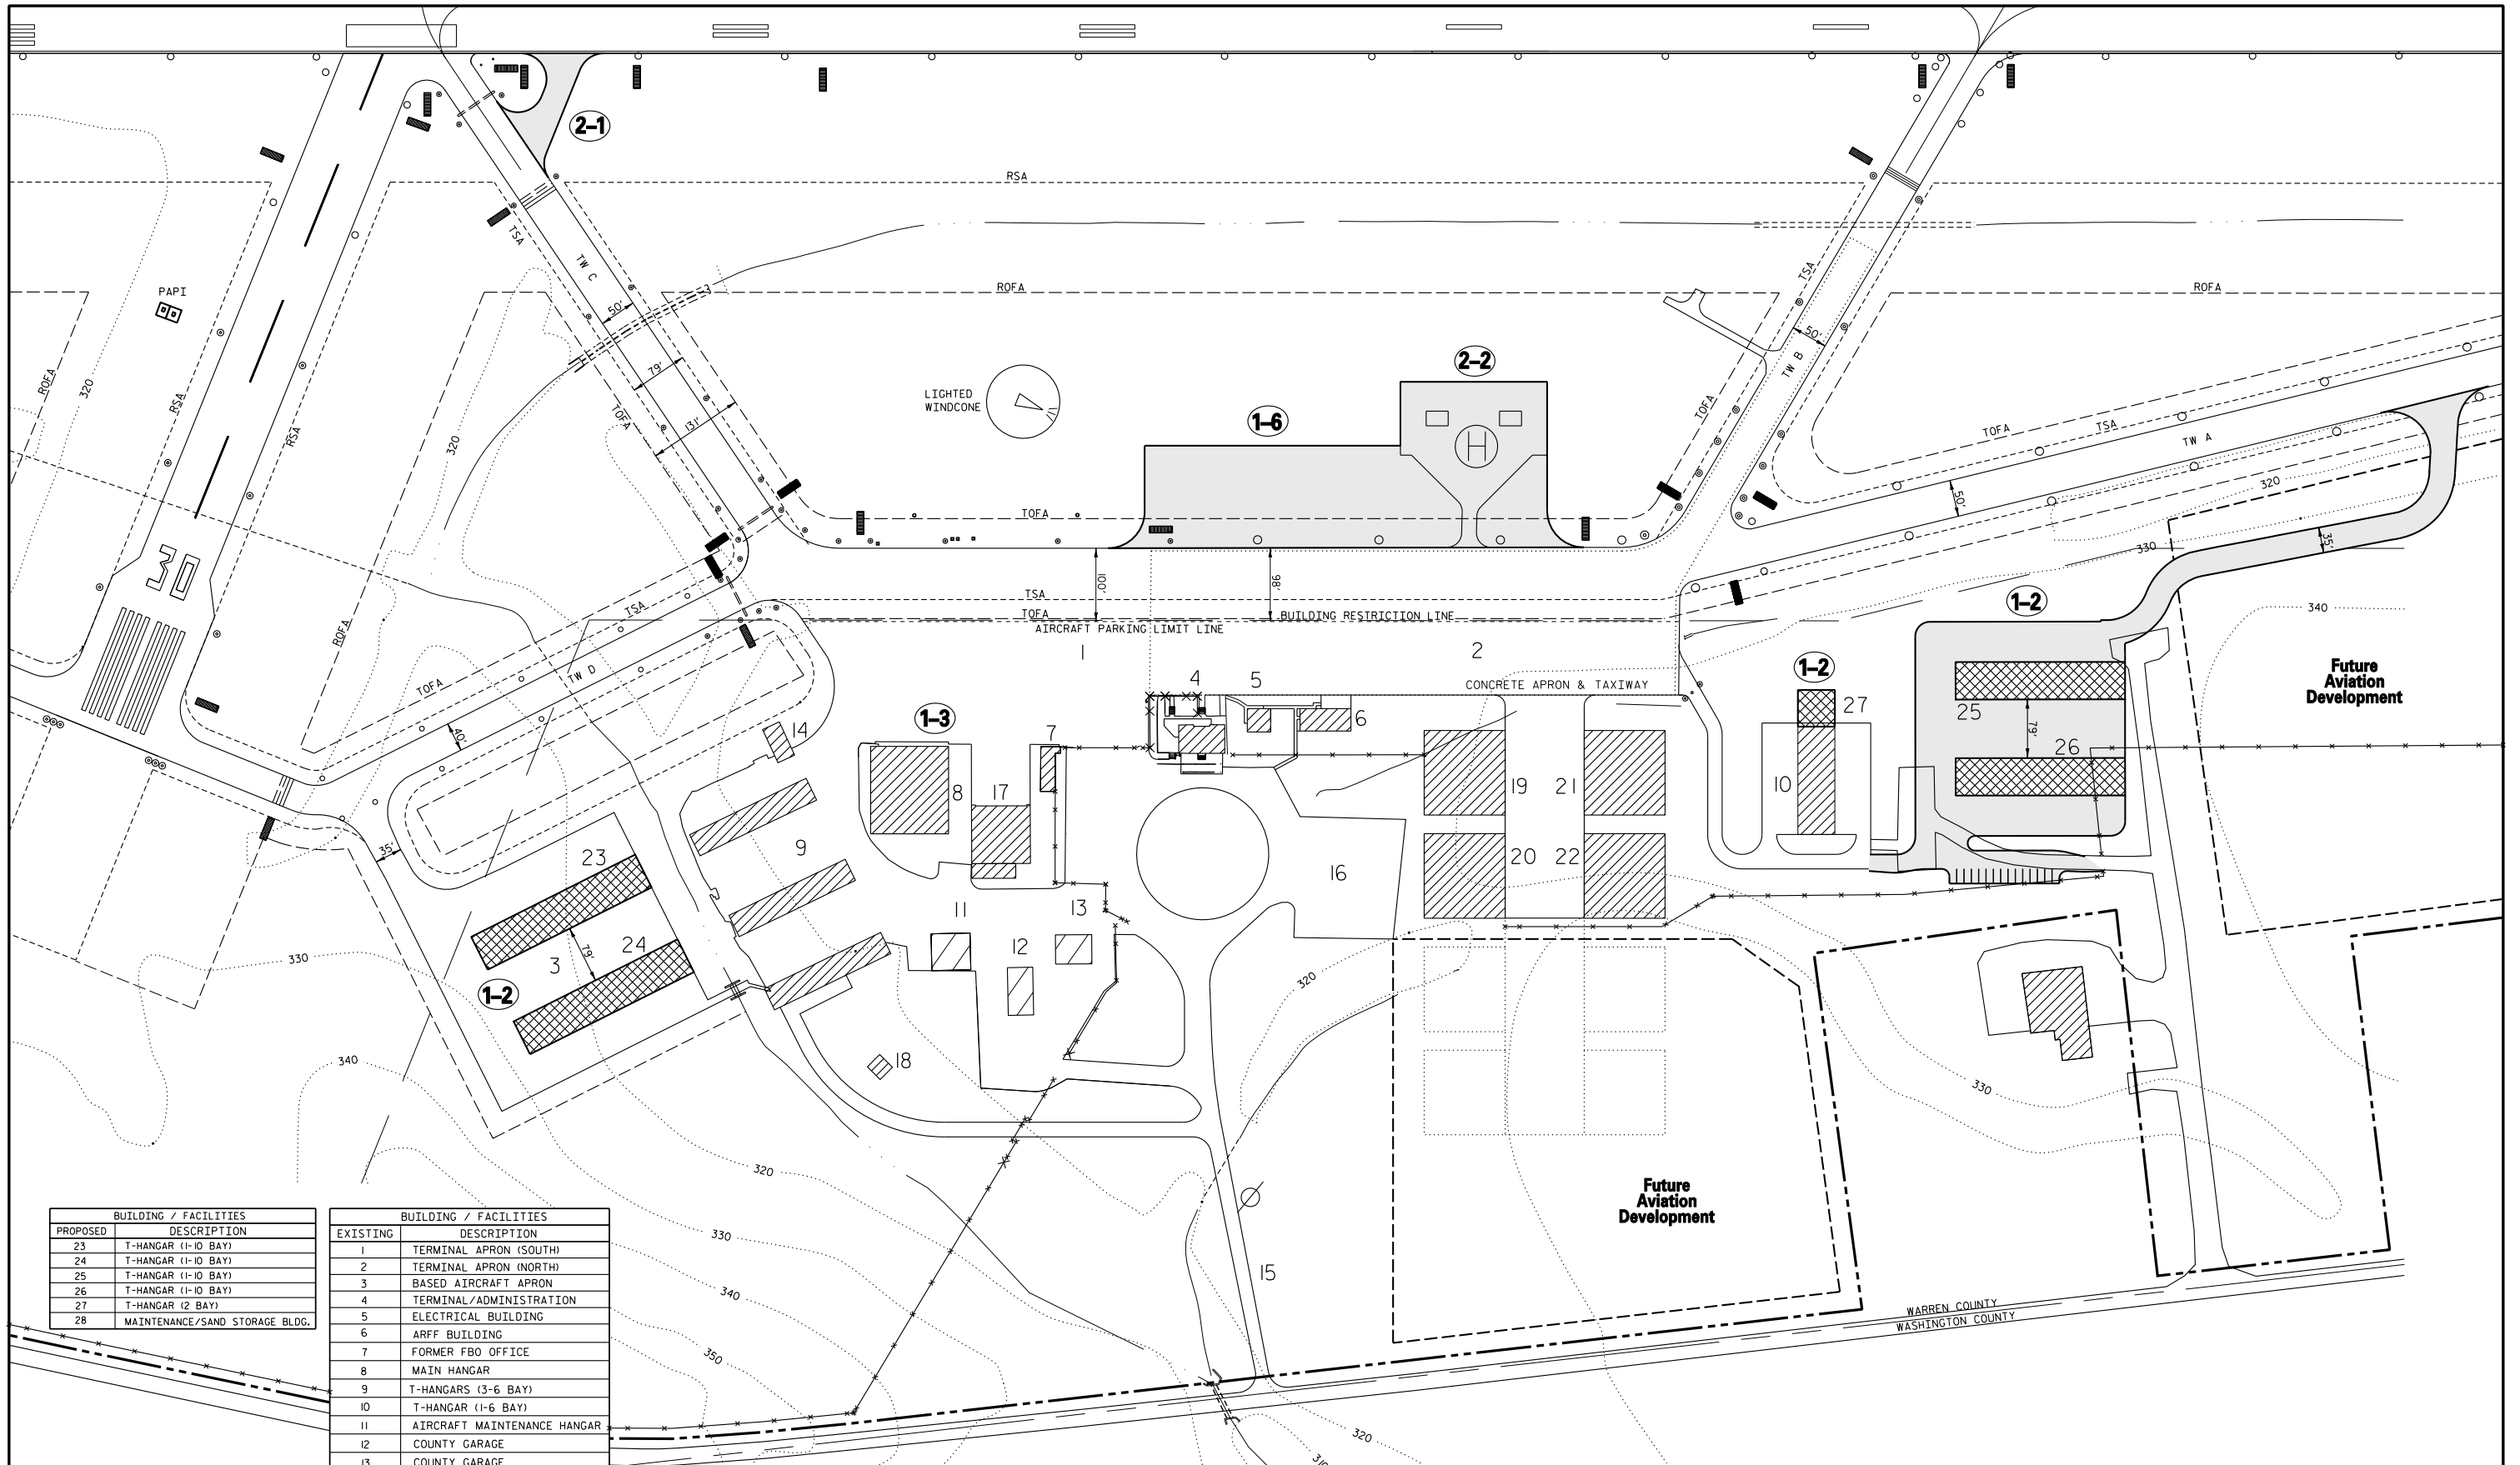 2-1
RSA
TSA
TW C
50'
PAPI
ROFA
ROFA
TSA
50'
TW B
320
ROFA
RSA
RSA
320
79'
TOFA
131'
LIGHTED
WINDCONE
2-2
1-6
TOFA
TOFA
TSA
TW A
50'
320
TOFA
330
35'
100'
98'
TSA
TOFA
BUILDING RESTRICTION LINE
AIRCRAFT PARKING LIMIT LINE
1-2
340
TSA
ROFA
TOFA
TW D
40'
1
2
4
5
CONCRETE APRON & TAXIWAY
1-2
27
25
79'
26
Future
Aviation
Development
1-3
14
7
6
8
17
19
21
10
35'
23
9
16
20
22
11
13
12
24
79'
3
1-2
330
320
340
18
330
320
330
340
350
15
Future
Aviation
Development
WARREN COUNTY
WASHINGTON COUNTY
320
310
BUILDING / FACILITIES
PROPOSED DESCRIPTION
23 T-HANGAR (1-10 BAY)
24 T-HANGAR (1-10 BAY)
25 T-HANGAR (1-10 BAY)
26 T-HANGAR (1-10 BAY)
27 T-HANGAR (2 BAY)
28 MAINTENANCE/SAND STORAGE BLDG.
BUILDING / FACILITIES
EXISTING DESCRIPTION
1 TERMINAL APRON (SOUTH)
2 TERMINAL APRON (NORTH)
3 BASED AIRCRAFT APRON
4 TERMINAL/ADMINISTRATION
5 ELECTRICAL BUILDING
6 ARFF BUILDING
7 FORMER FBO OFFICE
8 MAIN HANGAR
9 T-HANGARS (3-6 BAY)
10 T-HANGAR (1-6 BAY)
11 AIRCRAFT MAINTENANCE HANGAR
12 COUNTY GARAGE
13 COUNTY GARAGE